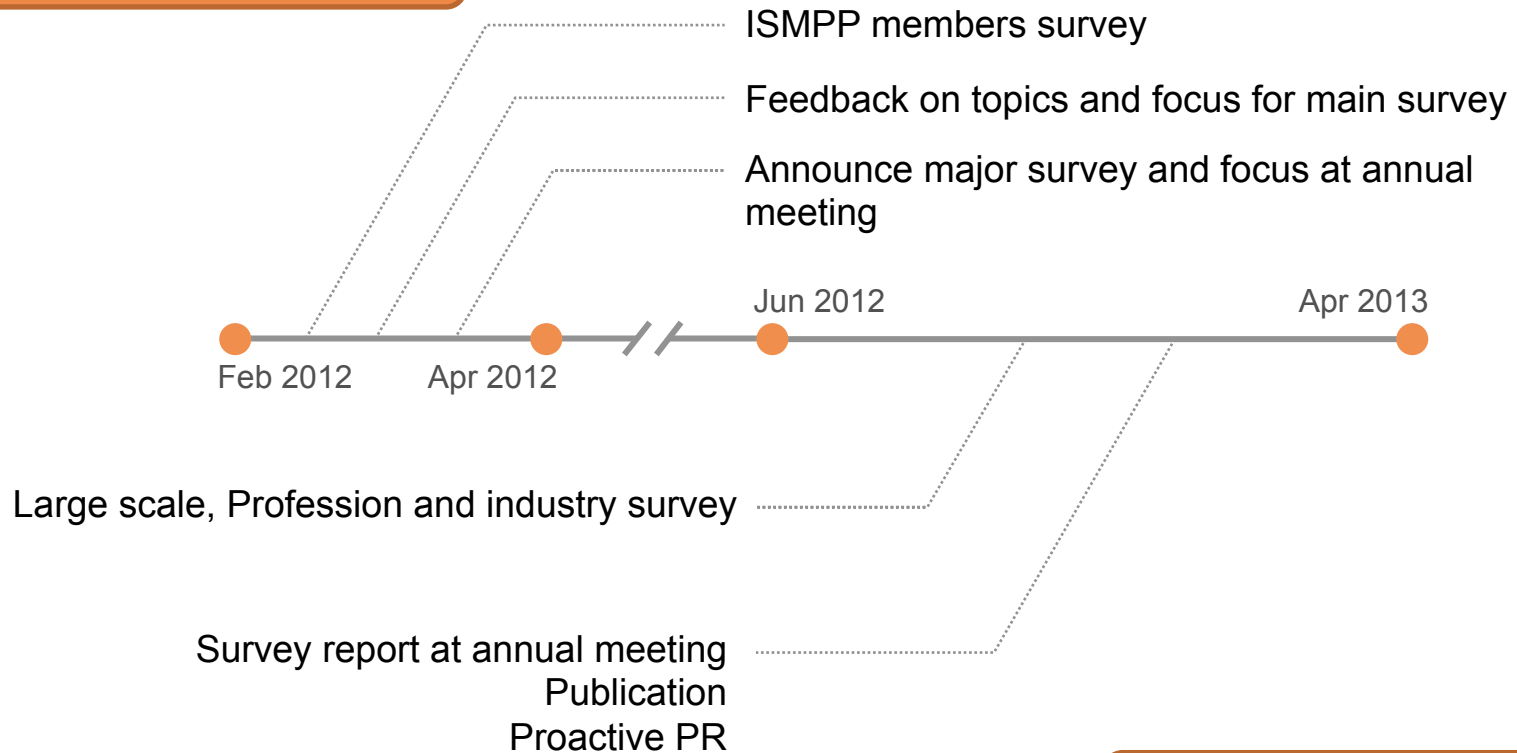 ISMPP members survey
Feedback on topics and focus for main survey
Announce major survey and focus at annual
meeting
Jun 2012
Apr 2013
Feb 2012
Apr 2012
Large scale, Profession and industry survey
Survey report at annual meeting
Publication
Proactive PR